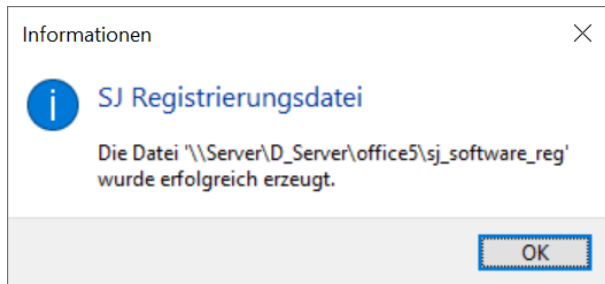 Informationen
SJ Registrierungsdatei
Die Datei '\\Server\D_Server\office5\sj_software_reg'
wurde erfolgreich erzeugt.
OK